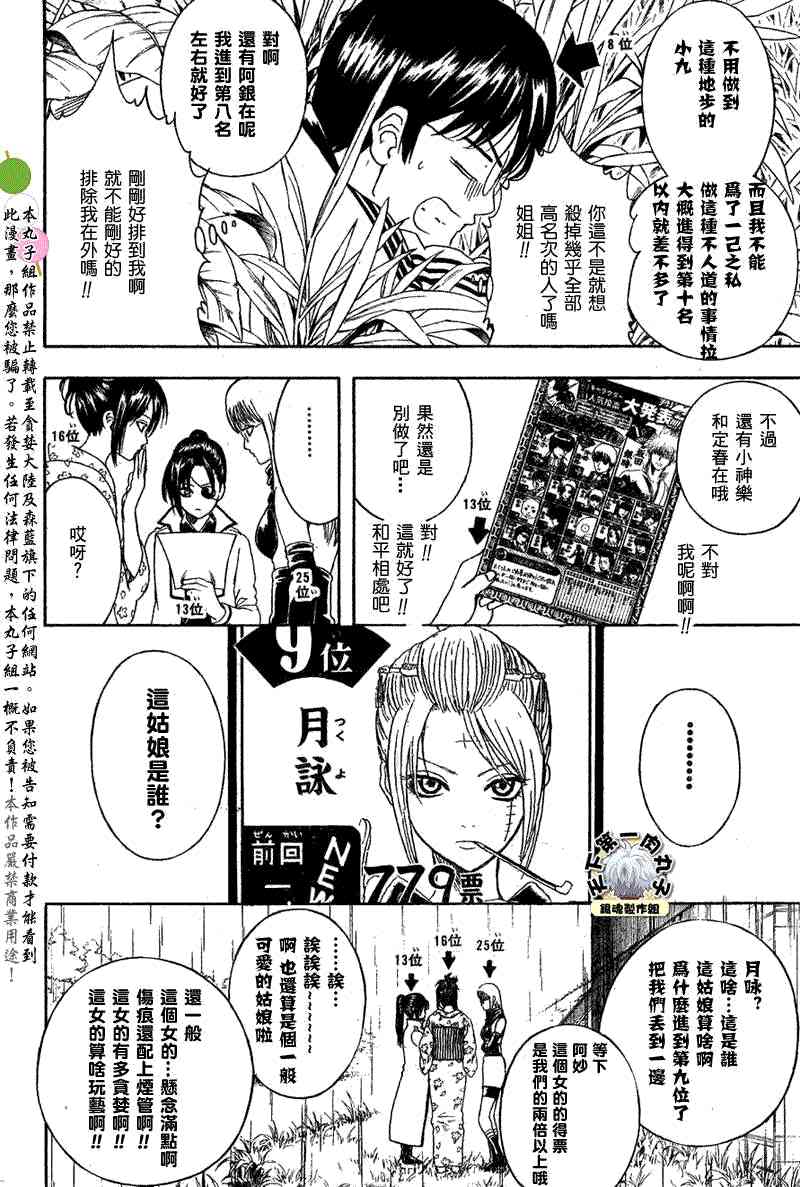 不用做到
這種地步的
小九
而且我不能
為了一己之私
做這種不人道的事情拉
大概進得到第十名
以內就差不多了
8位
你這不是就想
殺掉幾乎全部
高名次的人了嗎
姐姐!!
對啊
還有阿銀在呢
我進到第八名
左右就好了
剛剛好排到我啊
就不能剛好的
排除我在外嗎!!
不過
還有小神樂
和定春在哦
不對
我呢啊啊!!
大発表
13位
果然還是
別做了吧…
對!!
這就好了!!
和平相處吧
………
16位
25位
13位
哎呀?
………
9位
月詠
つくよ
前回
ぜんかい
NEW
779票
這姑娘是誰?
天下第一肉丸子
銀魂製作組
月咏?
這啥…這是誰
這姑娘算啥啊
為什麼進到第九位了
把我們丟到一邊
等下
阿妙
這個女的的得票
是我們的兩倍以上哦
25位
16位
13位
……誒…
誒誒誒~~~~~
啊 也還算是個一般
可愛的姑娘啦
還一般
這個女的…懸念滿點啊
傷痕還配上煙管啊!!
這女的有多貪婪啊!!
這女的算啥玩藝啊!!
本丸子組作品禁止轉載至貪婪大陸及森藍旗下的任何網站。如果您被告知需要付款才能看到
此漫畫,那麼您被騙了。若發生任何法律問題,本丸子組一概不負責!本作品嚴禁商業用途!